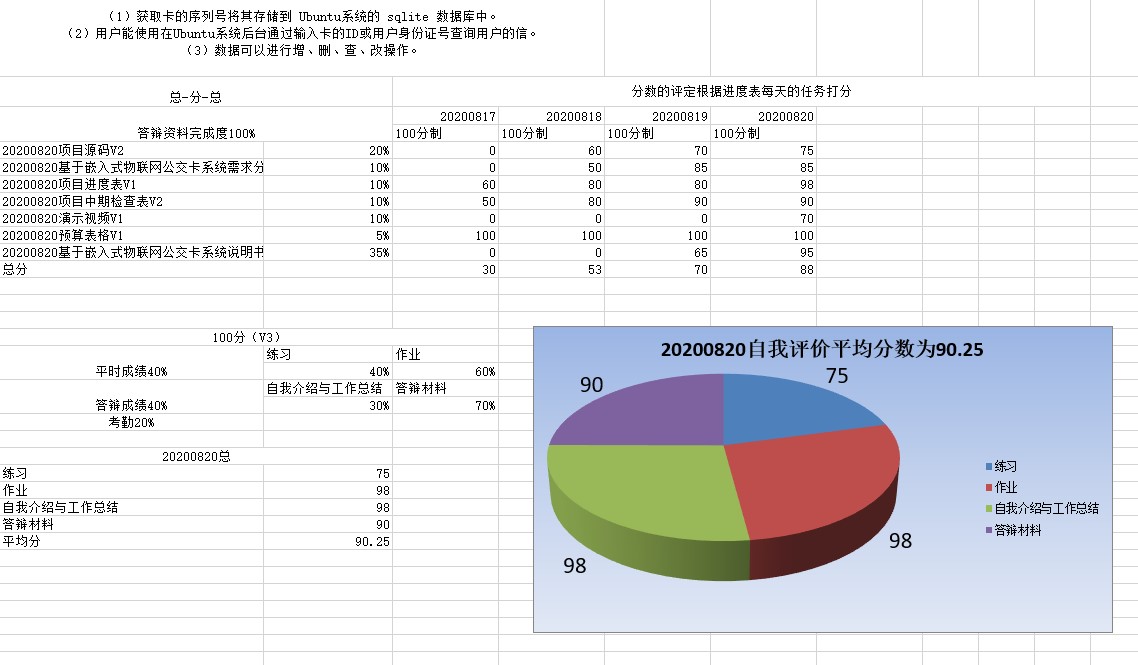 （1）获取卡的序列号将其存储到 Ubuntu系统的 sqlite 数据库中。
（2）用户能使用在Ubuntu系统后台通过输入卡的ID或用户身份证号查询用户的信。
（3）数据可以进行增、删、查、改操作。
总-分-总 分数的评定根据进度表每天的任务打分
20200817 20200818 20200819 20200820
答辩资料完成度100% 100分制 100分制 100分制 100分制
20200820项目源码V2 20% 0 60 70 75
20200820基于嵌入式物联网公交卡系统需求分 10% 0 50 85 85
20200820项目进度表V1 10% 60 80 80 98
20200820项目中期检查表V2 10% 50 80 90 90
20200820演示视频V1 10% 0 0 0 70
20200820预算表格V1 5% 100 100 100 100
20200820基于嵌入式物联网公交卡系统说明书 35% 0 0 65 95
总分 30 53 70 88
100分（V3）
练习 作业
平时成绩40% 40% 60%
自我介绍与工作总结 答辩材料
答辩成绩40% 30% 70%
考勤20%
20200820总
练习 75
作业 98
自我介绍与工作总结 98
答辩材料 90
平均分 90.25
20200820自我评价平均分数为90.25
75
90
98
98
练习
作业
自我介绍与工作总结
答辩材料